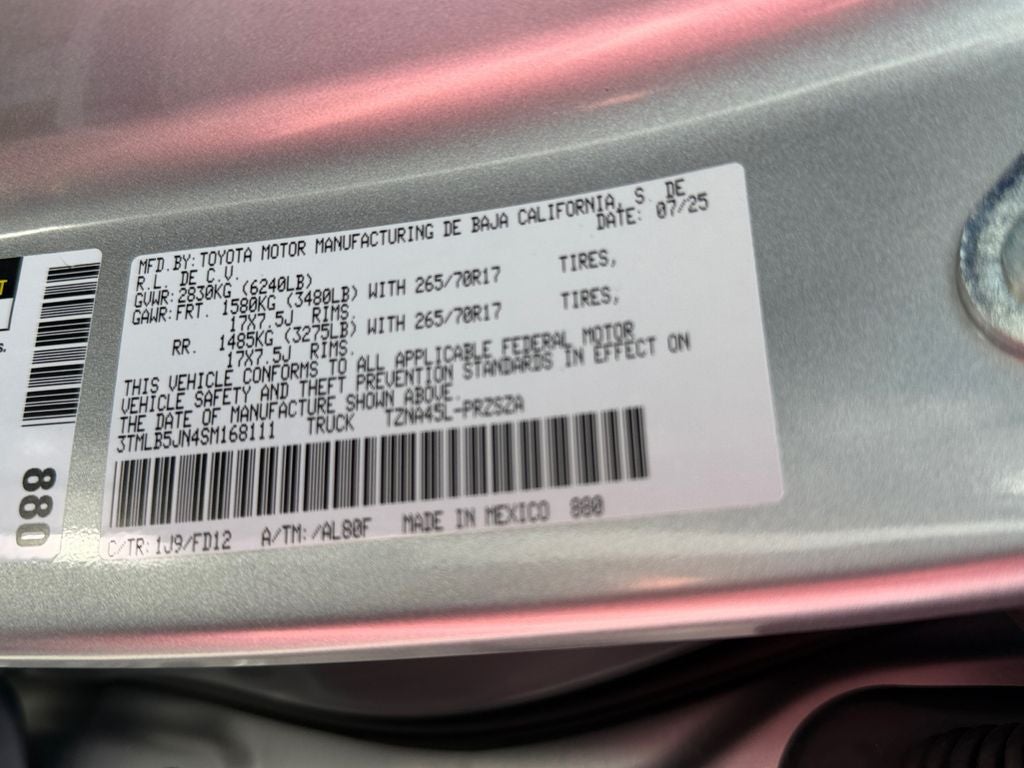 MFD.BY:TOYOTA MOTOR MANUFACTURING DE BAJA CALIFORNIA, S. DE
R.L. DE C.V. DATE: 07/25
GVWR:2830KG (6240LB)
GAWR:FRT. 1580KG (3480LB) WITH 265/70R17 TIRES,
17X7.5J RIMS.
RR. 1485KG (3275LB) WITH 265/70R17 TIRES,
17X7.5J RIMS.
THIS VEHICLE CONFORMS TO ALL APPLICABLE FEDERAL MOTOR
VEHICLE SAFETY AND THEFT PREVENTION STANDARDS IN EFFECT ON
THE DATE OF MANUFACTURE SHOWN ABOVE.
3TMLB5JN4SM168111 TRUCK TZNA45L-PRZSZA
C/TR:1J9/FD12 A/TM:/AL80F MADE IN MEXICO 880
880